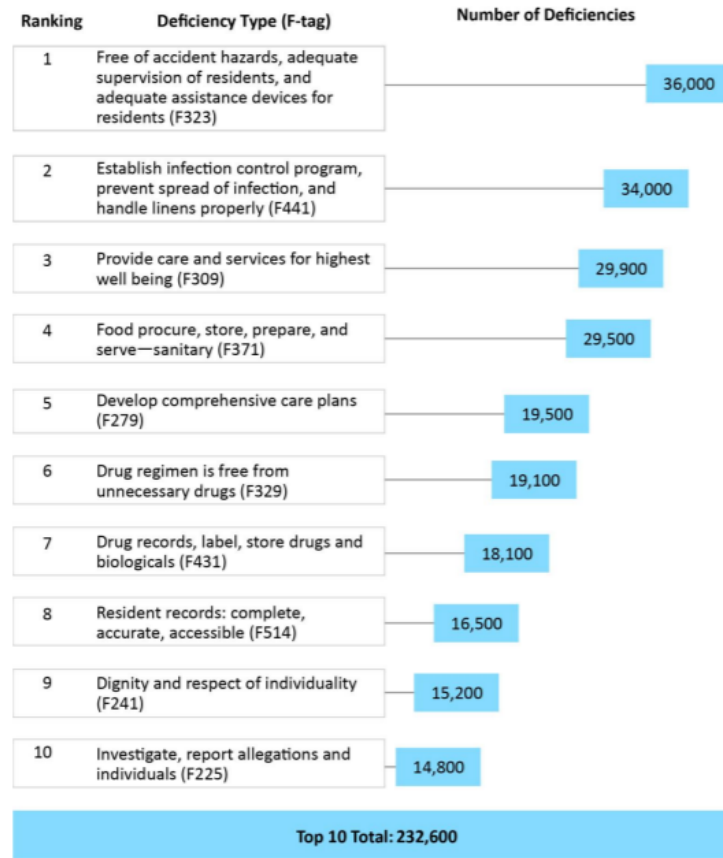 Ranking Deficiency Type (F-tag) Number of Deficiencies
1 Free of accident hazards, adequate
supervision of residents, and
adequate assistance devices for
residents (F323)
36,000
2 Establish infection control program,
prevent spread of infection, and
handle linens properly (F441)
34,000
3 Provide care and services for highest
well being (F309)
29,900
4 Food procure, store, prepare, and
serve—sanitary (F371)
29,500
5 Develop comprehensive care plans
(F279)
19,500
6 Drug regimen is free from
unnecessary drugs (F329)
19,100
7 Drug records, label, store drugs and
biologicals (F431)
18,100
8 Resident records: complete,
accurate, accessible (F514)
16,500
9 Dignity and respect of individuality
(F241)
15,200
10 Investigate, report allegations and
individuals (F225)
14,800
Top 10 Total: 232,600